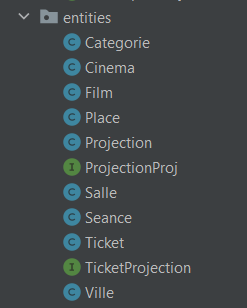 entities
C Categorie
C Cinema
C Film
C Place
C Projection
I ProjectionProj
C Salle
C Seance
C Ticket
I TicketProjection
C Ville